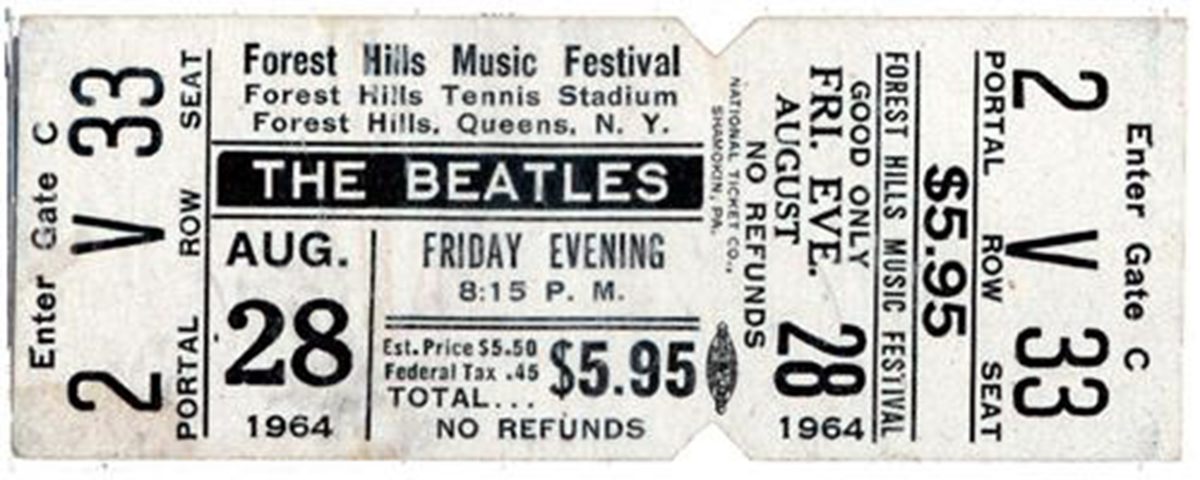 Enter Gate C
2 V 33
PORTAL ROW SEAT
Forest Hills Music Festival
Forest Hills Tennis Stadium
Forest Hills, Queens, N. Y.
THE BEATLES
AUG.
28
1964
FRIDAY EVENING
8:15 P. M.
Est. Price $5.50
Federal Tax .45
TOTAL...
$5.95
NO REFUNDS
NATIONAL TICKET CO.,
SHAMOKIN, PA.
NO REFUNDS
GOOD ONLY
FRI. EVE.
AUGUST
28
1964
FOREST HILLS MUSIC FESTIVAL
$5.95
PORTAL ROW SEAT
2 V 33
Enter Gate C